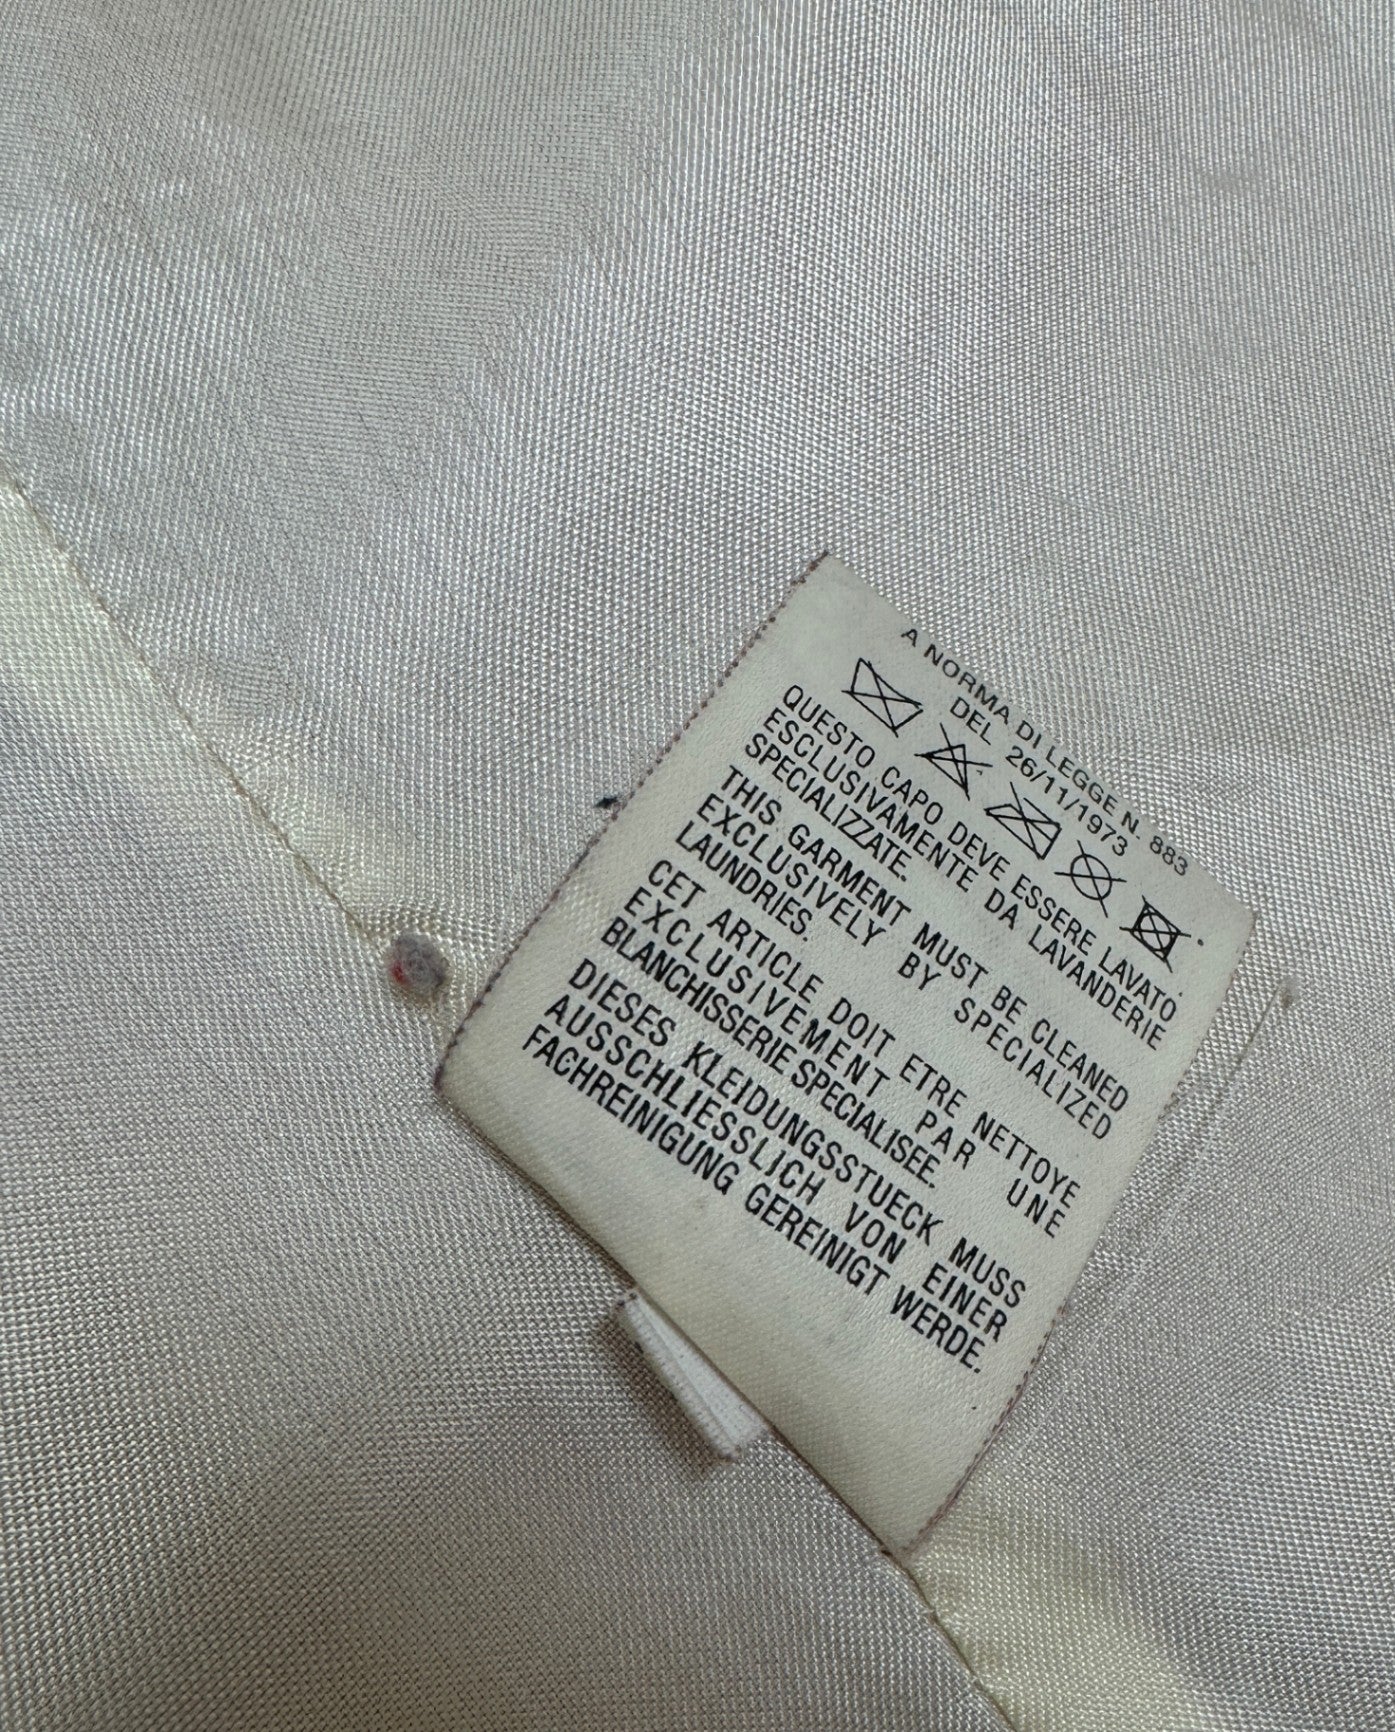 A NORMA DI LEGGE N. 883
DEL 26/11/1973
QUESTO CAPO DEVE ESSERE LAVATO
ESCLUSIVAMENTE DA LAVANDERIE
SPECIALIZZATE.
THIS GARMENT MUST BE CLEANED
EXCLUSIVELY BY SPECIALIZED
LAUNDRIES.
CET ARTICLE DOIT ETRE NETTOYE
EXCLUSIVEMENT PAR UNE
BLANCHISSERIE SPECIALISEE.
DIESES KLEIDUNGSSTUECK MUSS
AUSSCHLIESSLICH VON EINER
FACHREINIGUNG GEREINIGT WERDE.